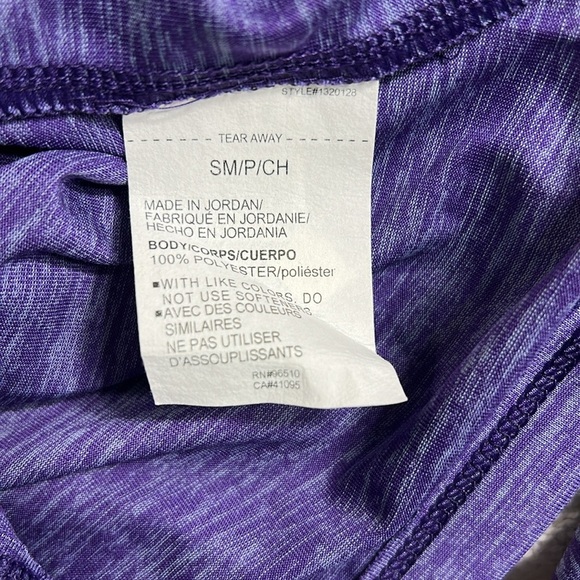 STYLE#1320128
TEAR AWAY
SM/P/CH
MADE IN JORDAN/
FABRIQUÉ EN JORDANIE/
HECHO EN JORDANIA
BODY/CORPS/CUERPO
100% POLYESTER/poliéster
▪WITH LIKE COLORS. DO
NOT USE SOFTENERS
▪AVEC DES COULEURS
SIMILAIRES
NE PAS UTILISER
D'ASSOUPLISSANTS
RN#96510
CA#41095